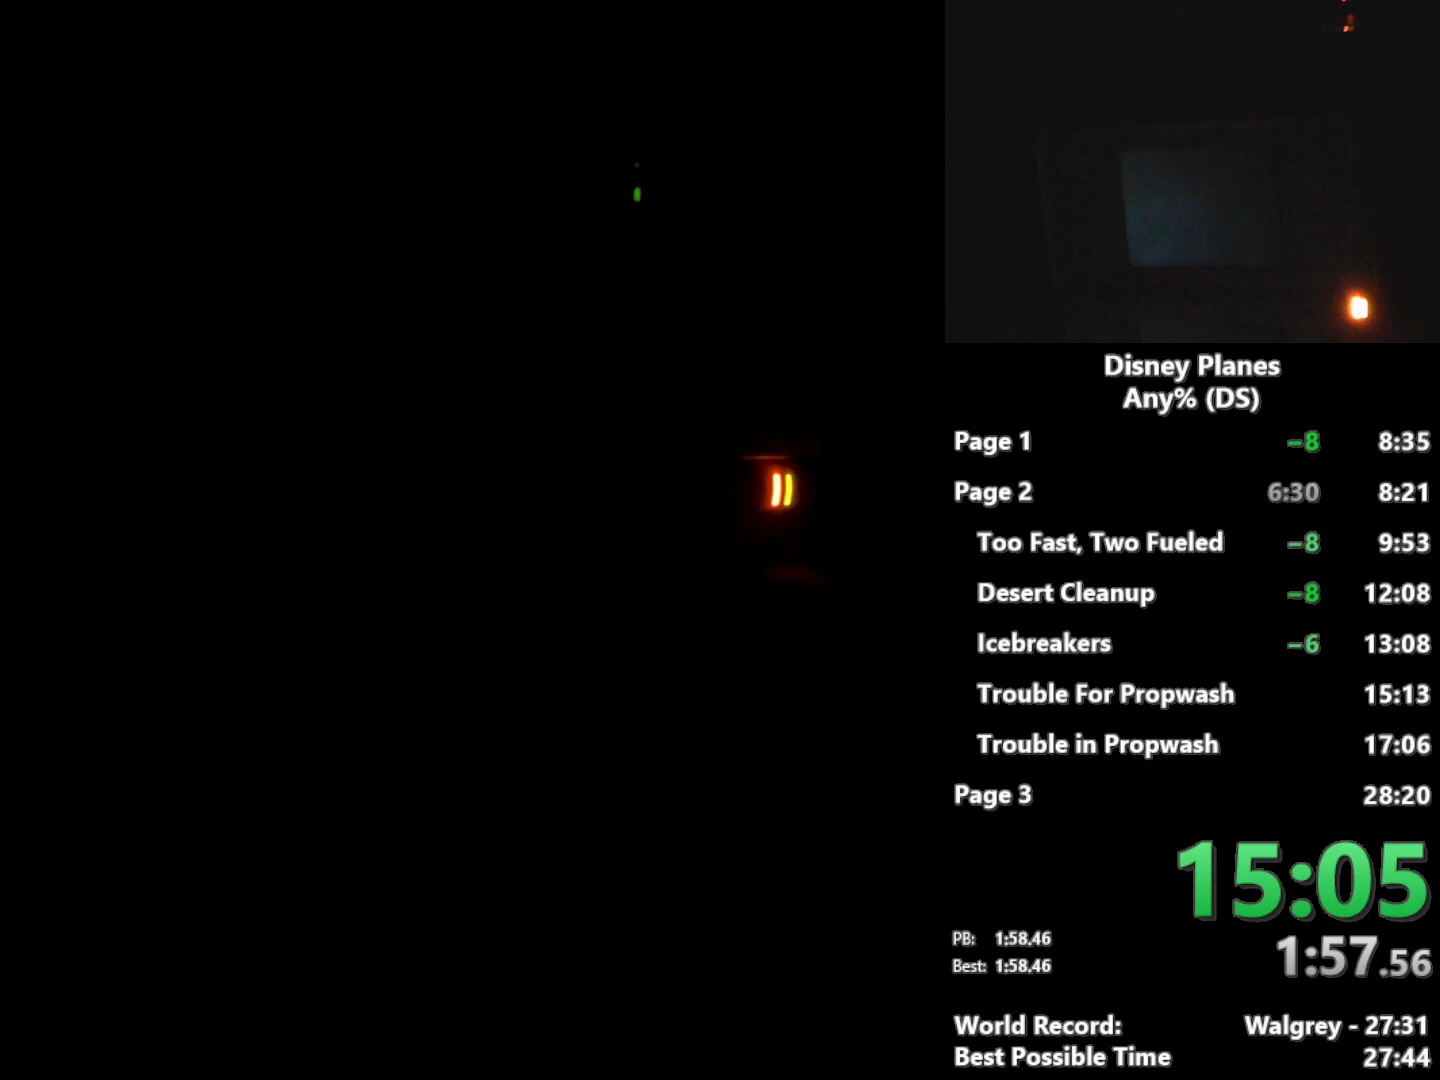 Disney Planes
Any% (DS)
Page 1 −8 8:35
Page 2 6:30 8:21
Too Fast, Two Fueled −8 9:53
Desert Cleanup −8 12:08
Icebreakers −6 13:08
Trouble For Propwash 15:13
Trouble in Propwash 17:06
Page 3 28:20
15:05
PB: 1:58.46
Best: 1:58.46
1:57.56
World Record: Walgrey - 27:31
Best Possible Time 27:44